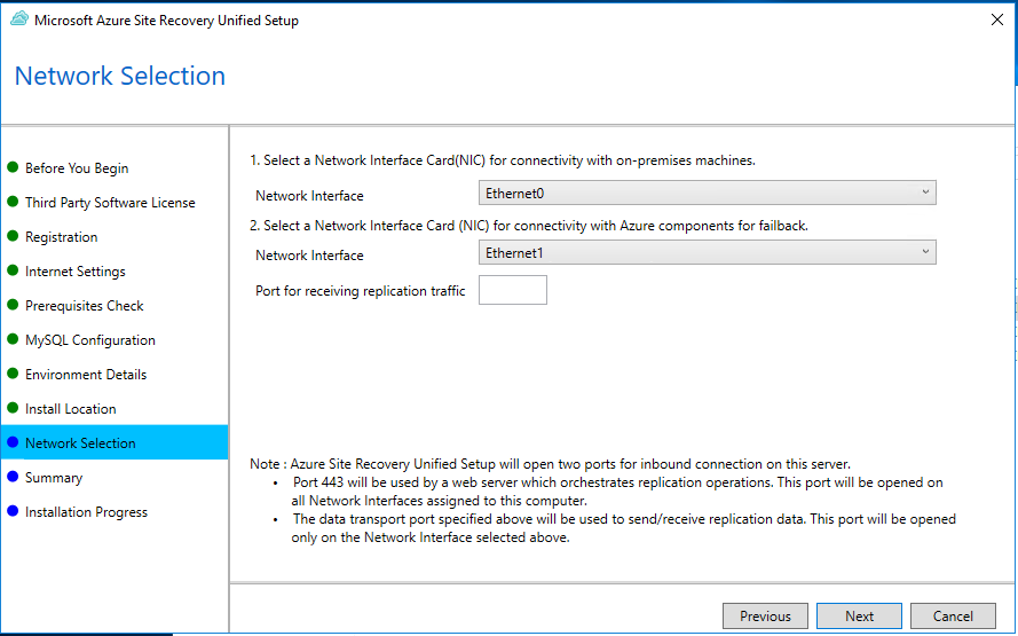 Microsoft Azure Site Recovery Unified Setup
Network Selection
Before You Begin
Third Party Software License
Registration
Internet Settings
Prerequisites Check
MySQL Configuration
Environment Details
Install Location
Network Selection
Summary
Installation Progress
1. Select a Network Interface Card(NIC) for connectivity with on-premises machines.
Network Interface Ethernet0
2. Select a Network Interface Card (NIC) for connectivity with Azure components for failback.
Network Interface Ethernet1
Port for receiving replication traffic
Note : Azure Site Recovery Unified Setup will open two ports for inbound connection on this server.
• Port 443 will be used by a web server which orchestrates replication operations. This port will be opened on
all Network Interfaces assigned to this computer.
• The data transport port specified above will be used to send/receive replication data. This port will be opened
only on the Network Interface selected above.
Previous Next Cancel